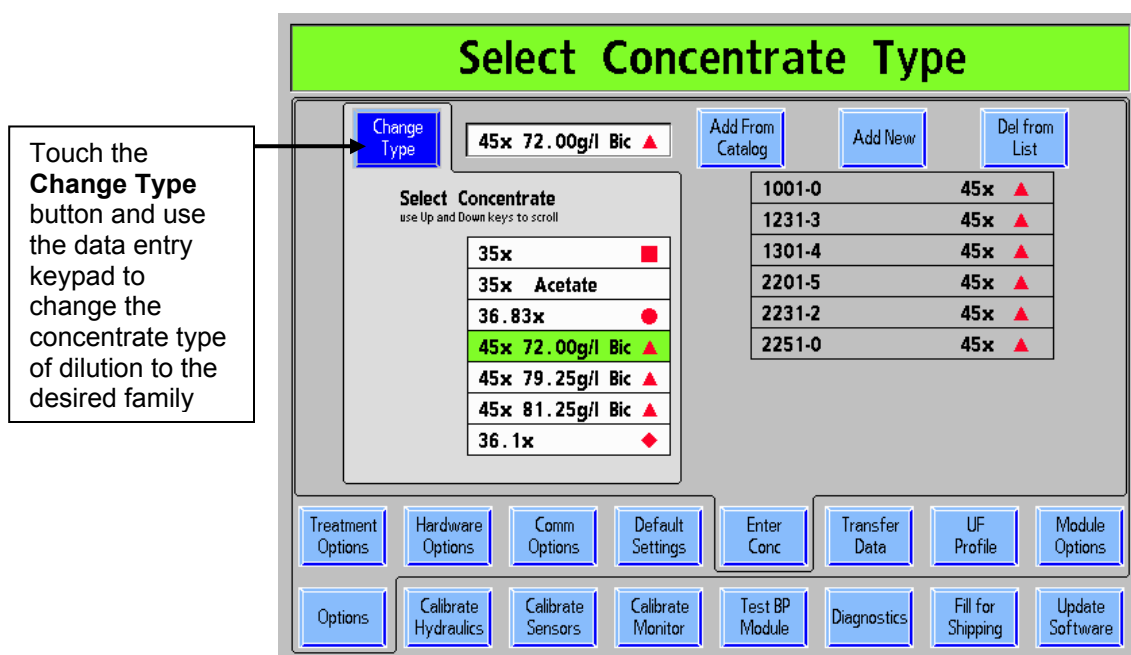 Select Concentrate Type
Touch the
Change Type
button and use
the data entry
keypad to
change the
concentrate type
of dilution to the
desired family
Change
Type
45x 72.00g/l Bic
Add From
Catalog
Add New
Del from
List
Select Concentrate
use Up and Down keys to scroll
35x
35x Acetate
36.83x
45x 72.00g/l Bic
45x 79.25g/l Bic
45x 81.25g/l Bic
36.1x
1001-0 45x
1231-3 45x
1301-4 45x
2201-5 45x
2231-2 45x
2251-0 45x
Treatment
Options
Hardware
Options
Comm
Options
Default
Settings
Enter
Conc
Transfer
Data
UF
Profile
Module
Options
Options
Calibrate
Hydraulics
Calibrate
Sensors
Calibrate
Monitor
Test BP
Module
Diagnostics
Fill for
Shipping
Update
Software